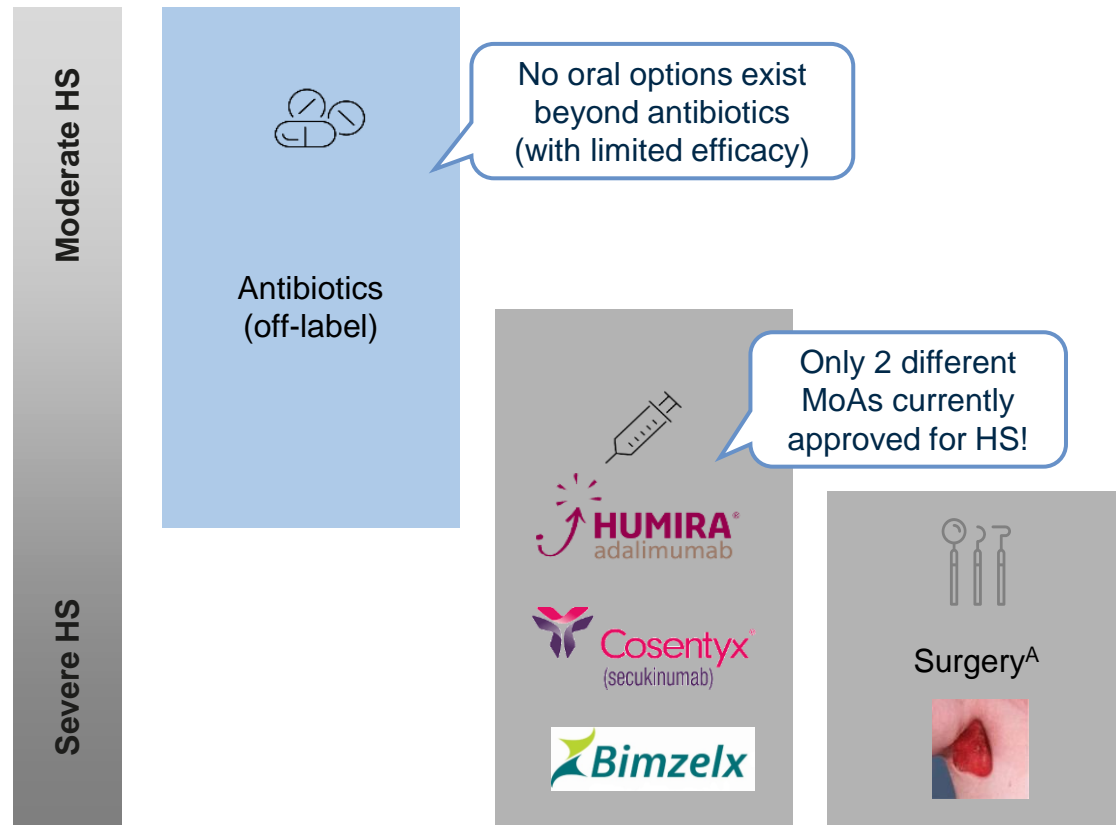 Moderate HS
Severe HS
No oral options exist
beyond antibiotics
(with limited efficacy)
Antibiotics
(off-label)
Only 2 different
MoAs currently
approved for HS!
HUMIRA®
adalimumab
Cosentyx®
(secukinumab)
Bimzelx
Surgeryᴬ